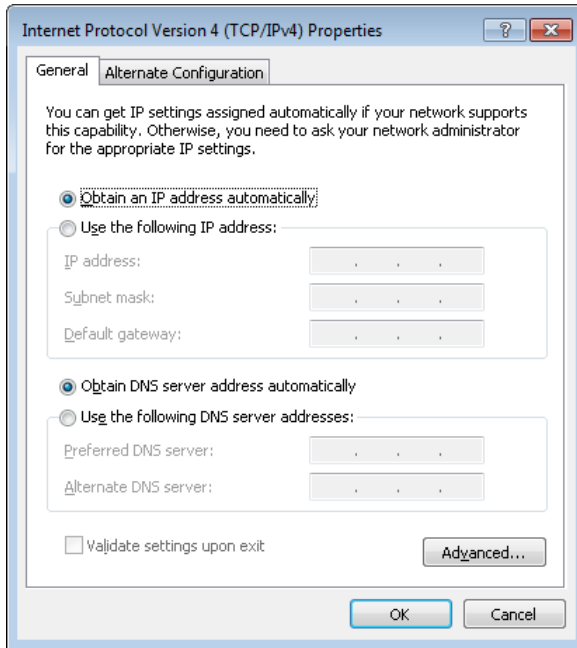 Internet Protocol Version 4 (TCP/IPv4) Properties
?
General
Alternate Configuration
You can get IP settings assigned automatically if your network supports
this capability. Otherwise, you need to ask your network administrator
for the appropriate IP settings.
Obtain an IP address automatically
Use the following IP address:
IP address:
Subnet mask:
Default gateway:
Obtain DNS server address automatically
Use the following DNS server addresses:
Preferred DNS server:
Alternate DNS server:
Validate settings upon exit
Advanced...
OK
Cancel